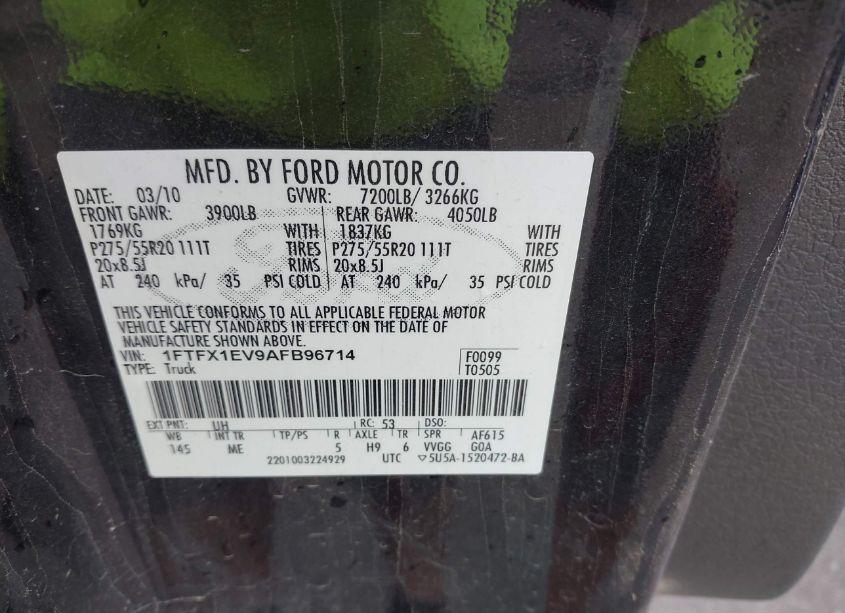 MFD. BY FORD MOTOR CO.
DATE: 03/10 GVWR: 7200LB/ 3266KG
FRONT GAWR: 3900LB REAR GAWR: 4050LB
1769KG WITH 1837KG WITH
P275/55R20 111T TIRES P275/55R20 111T TIRES
20x8.5J RIMS 20x8.5J RIMS
AT 240 kPa/ 35 PSI COLD AT 240 kPa/ 35 PSI COLD
THIS VEHICLE CONFORMS TO ALL APPLICABLE FEDERAL MOTOR
VEHICLE SAFETY STANDARDS IN EFFECT ON THE DATE OF
MANUFACTURE SHOWN ABOVE.
VIN: 1FTFX1EV9AFB96714 F0099
TYPE: Truck T0505
EXT PNT: UH RC: 53 DSO:
WB INT TR TP/PS R AXLE TR SPR AF615
145 ME 5 H9 6 VVGG GOA
2201003224929 UTC ▽5U5A-1520472-BA